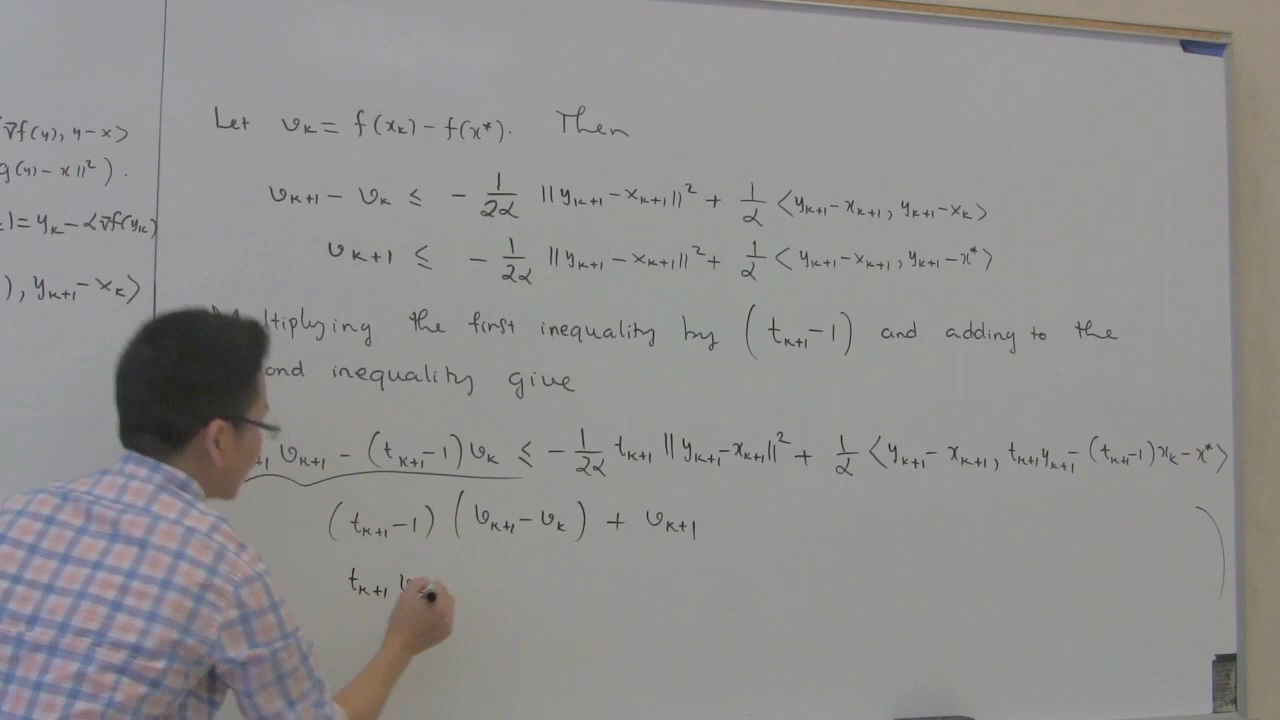 ∇f(y), y-x⟩
g(y) - x||²).
= y_k - α∇f(y_k)
), y_{k+1} - x_k⟩
Let v_k = f(x_k) - f(x*). Then
v_{k+1} - v_k ≤ - 1/2α ||y_{k+1} - x_{k+1}||² + 1/α ⟨y_{k+1} - x_{k+1}, y_{k+1} - x_k⟩
v_{k+1} ≤ - 1/2α ||y_{k+1} - x_{k+1}||² + 1/α ⟨y_{k+1} - x_{k+1}, y_{k+1} - x*⟩
ltiplying the first inequality by (t_{k+1} - 1) and adding to the
ond inequality give
+1 v_{k+1} - (t_{k+1} - 1) v_k ≤ - 1/2α t_{k+1} ||y_{k+1} - x_{k+1}||² + 1/α ⟨y_{k+1} - x_{k+1}, t_{k+1} y_{k+1} - (t_{k+1} - 1) x_k - x*⟩
(t_{k+1} - 1) (v_{k+1} - v_k) + v_{k+1}
t_{k+1} v